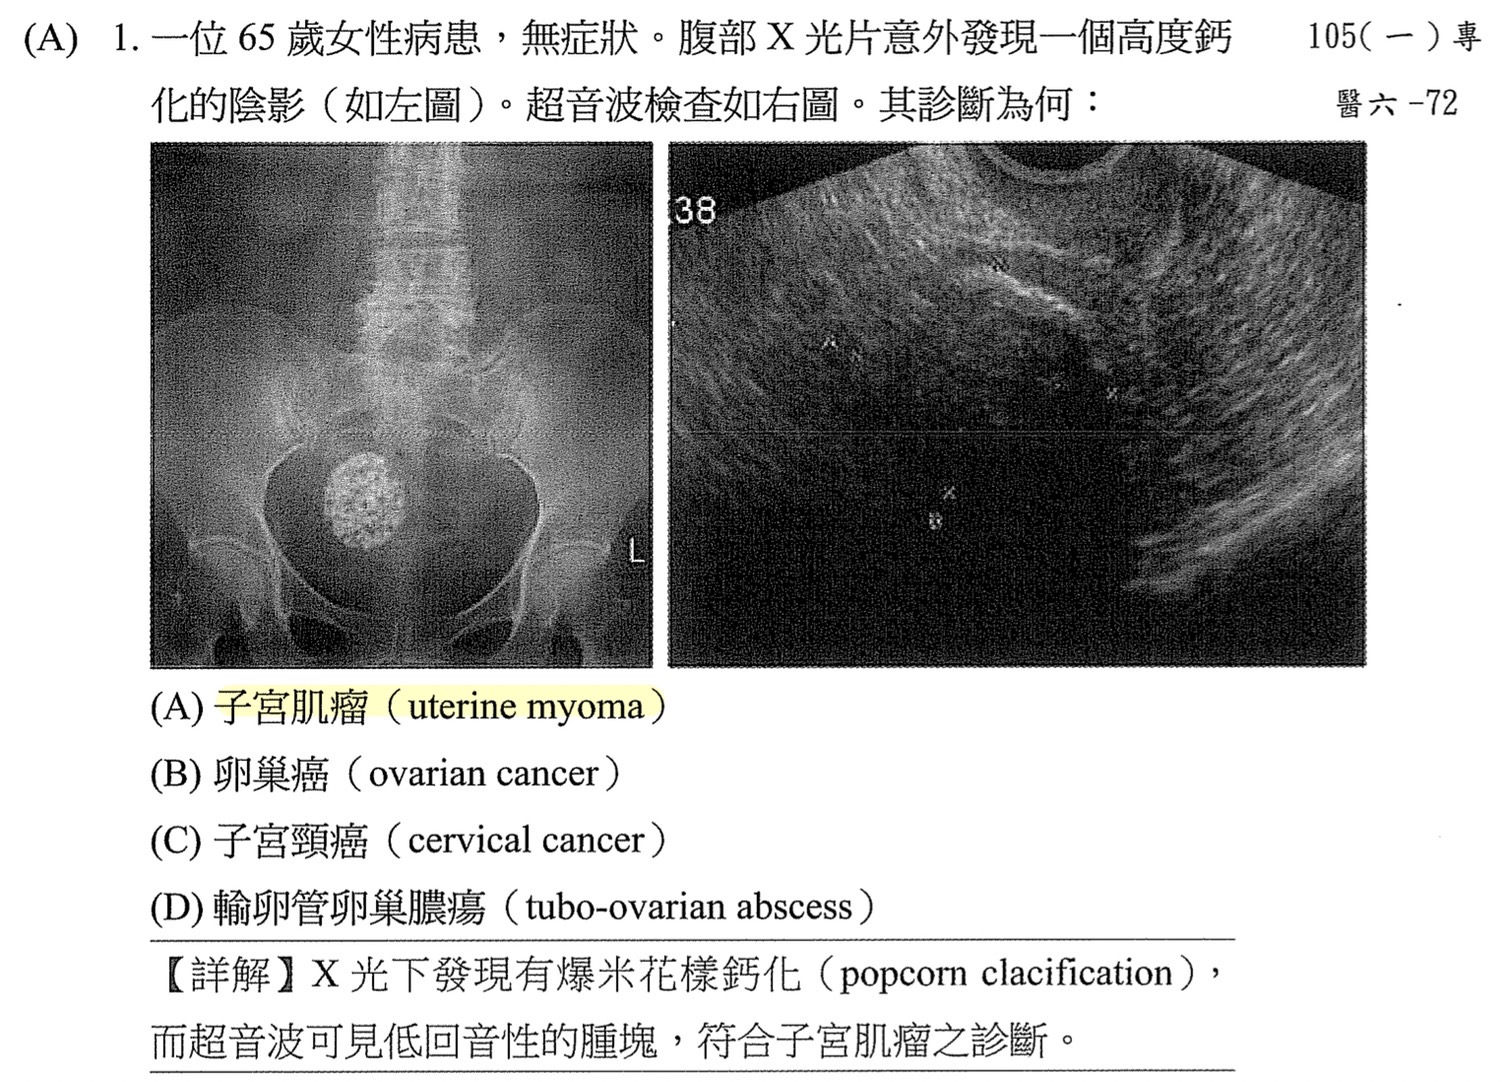 (A) 1. 一位 65 歲女性病患，無症狀。腹部 X 光片意外發現一個高度鈣 105(一)專
化的陰影（如左圖）。超音波檢查如右圖。其診斷為何： 醫六-72
38
L
(A) 子宮肌瘤（uterine myoma）
(B) 卵巢癌（ovarian cancer）
(C) 子宮頸癌（cervical cancer）
(D) 輸卵管卵巢膿瘍（tubo-ovarian abscess）
【詳解】X 光下發現有爆米花樣鈣化（popcorn clacification），
而超音波可見低回音性的腫塊，符合子宮肌瘤之診斷。